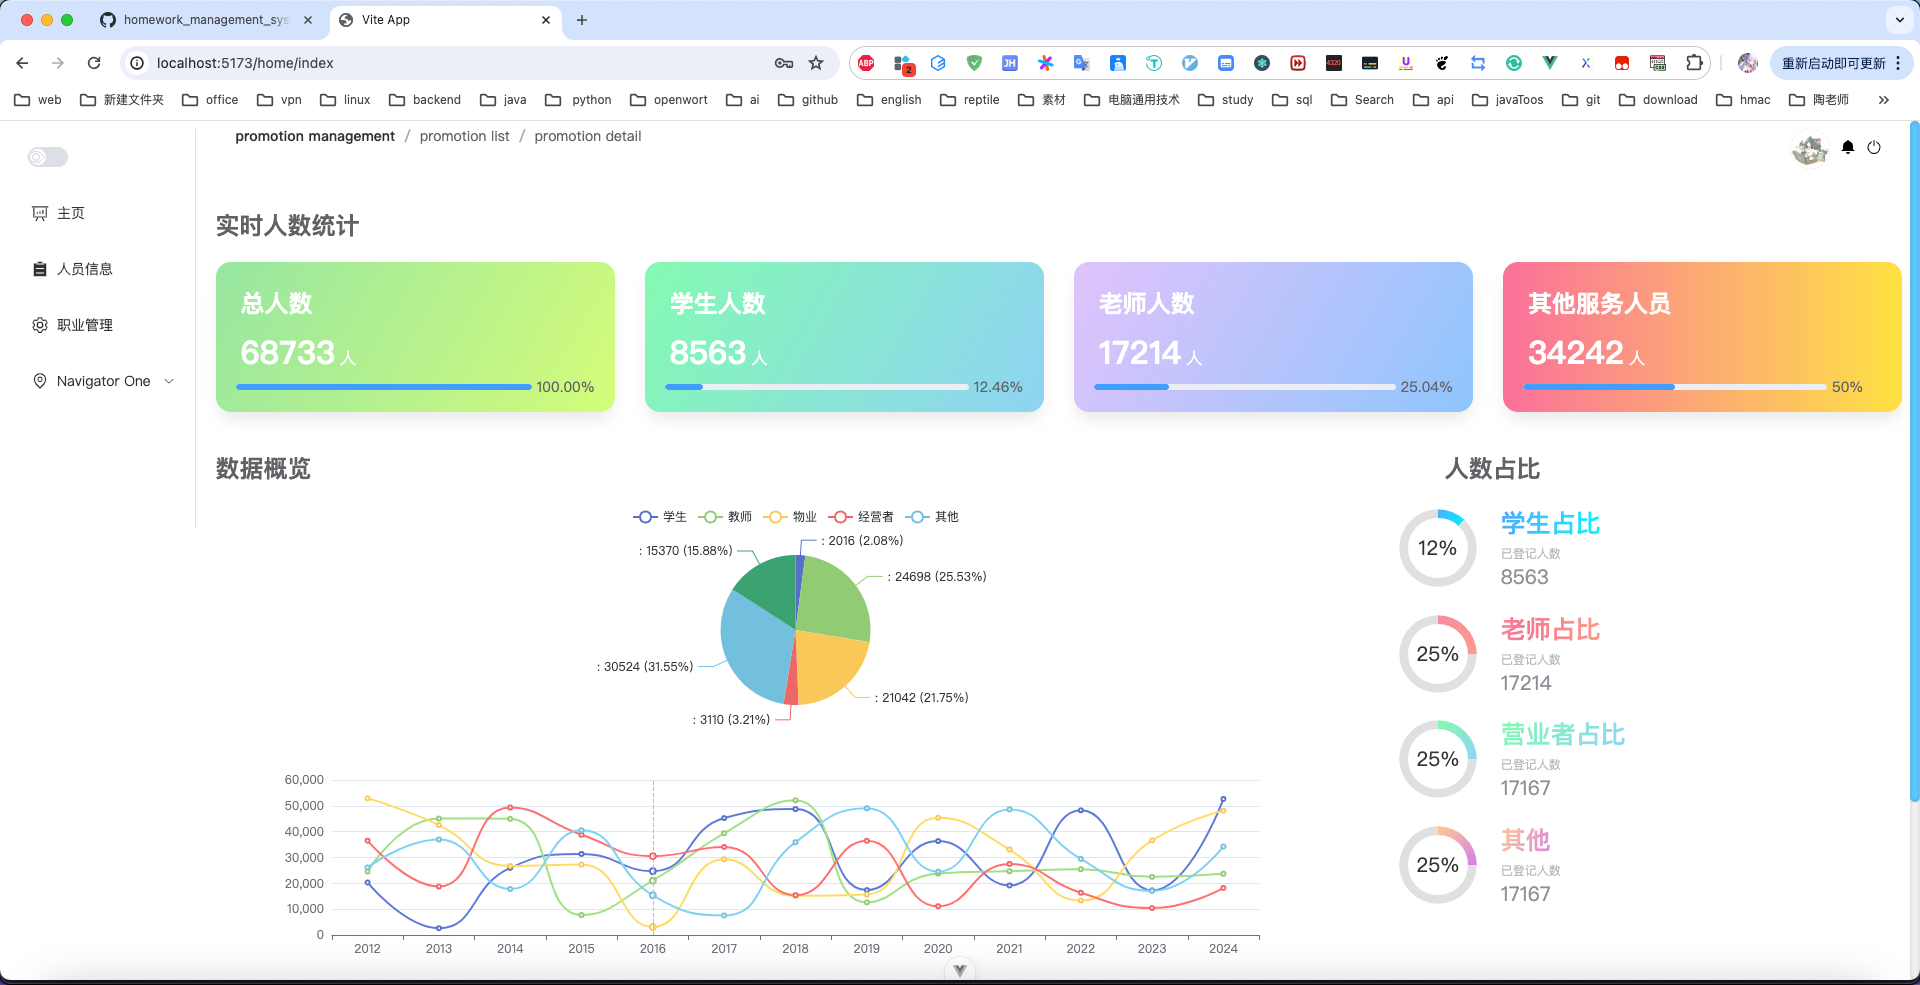 homework_management_sys
Vite App
localhost:5173/home/index
重新启动即可更新
web
新建文件夹
office
vpn
linux
backend
java
python
openwort
ai
github
english
reptile
素材
电脑通用技术
study
sql
Search
api
javaToos
git
download
hmac
陶老师
promotion management / promotion list / promotion detail
主页
人员信息
职业管理
Navigator One
实时人数统计
总人数
68733 人
100.00%
学生人数
8563 人
12.46%
老师人数
17214 人
25.04%
其他服务人员
34242 人
50%
数据概览
学生 教师 物业 经营者 其他
: 2016 (2.08%)
: 15370 (15.88%)
: 24698 (25.53%)
: 30524 (31.55%)
: 21042 (21.75%)
: 3110 (3.21%)
60,000
50,000
40,000
30,000
20,000
10,000
0
2012 2013 2014 2015 2016 2017 2018 2019 2020 2021 2022 2023 2024
人数占比
12%
学生占比
已登记人数
8563
25%
老师占比
已登记人数
17214
25%
营业者占比
已登记人数
17167
25%
其他
已登记人数
17167